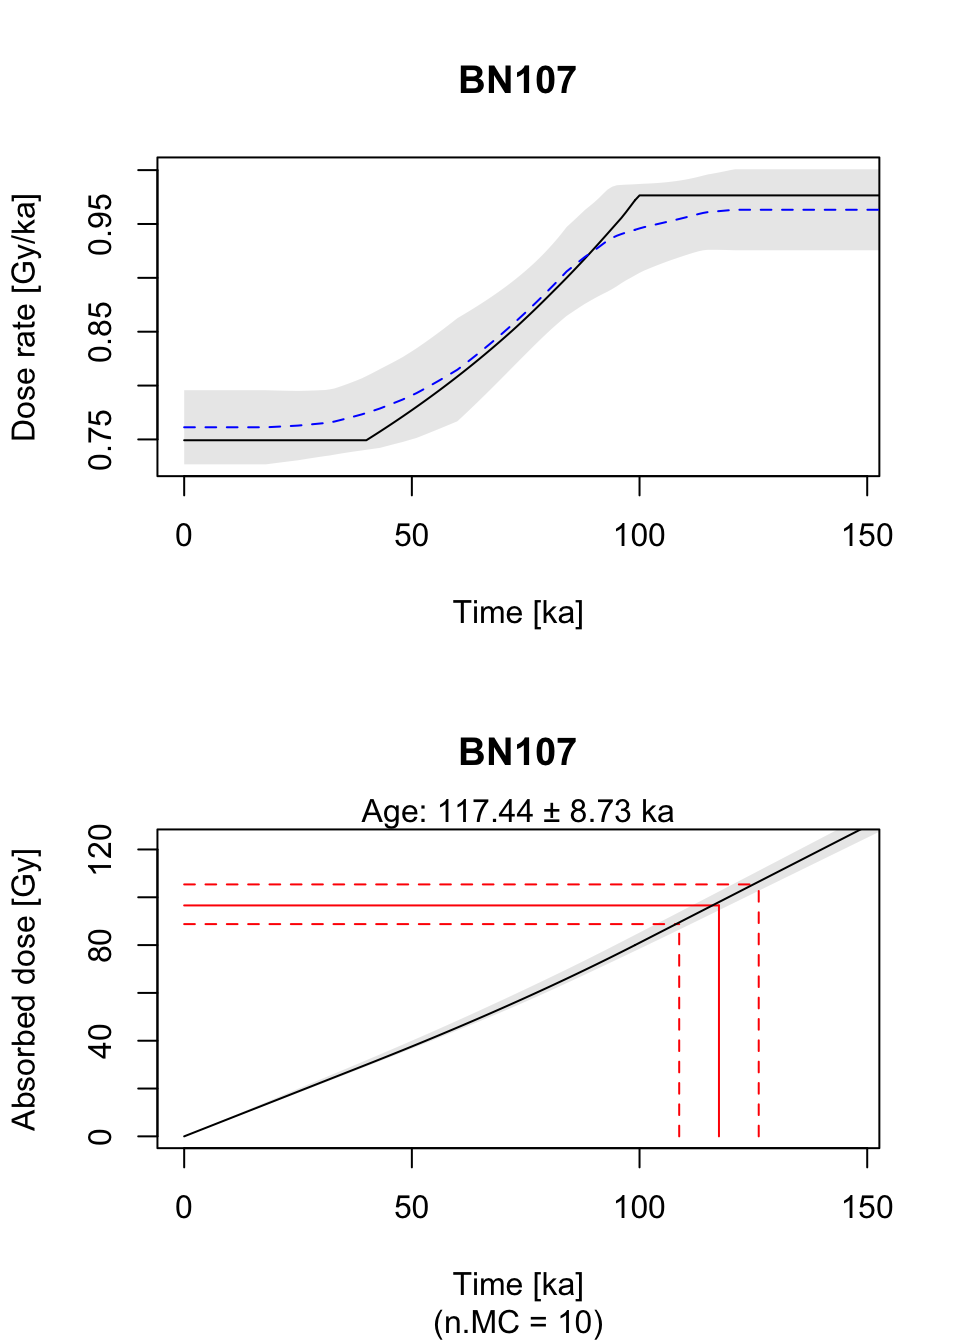 BN107
Dose rate [Gy/ka]
0.95
0.85
0.75
0
50
100
150
Time [ka]
BN107
Age: 117.44 ± 8.73 ka
Absorbed dose [Gy]
120
80
40
0
0
50
100
150
Time [ka]
(n.MC = 10)